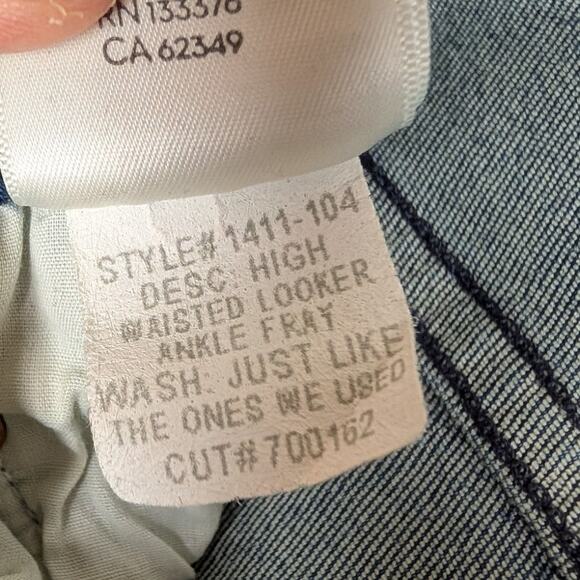 RN 133378
CA 62349
STYLE# 1411-104
DESC. HIGH
WAISTED LOOKER
ANKLE FRAY
WASH. JUST LIKE
THE ONES WE USED
CUT# 700162